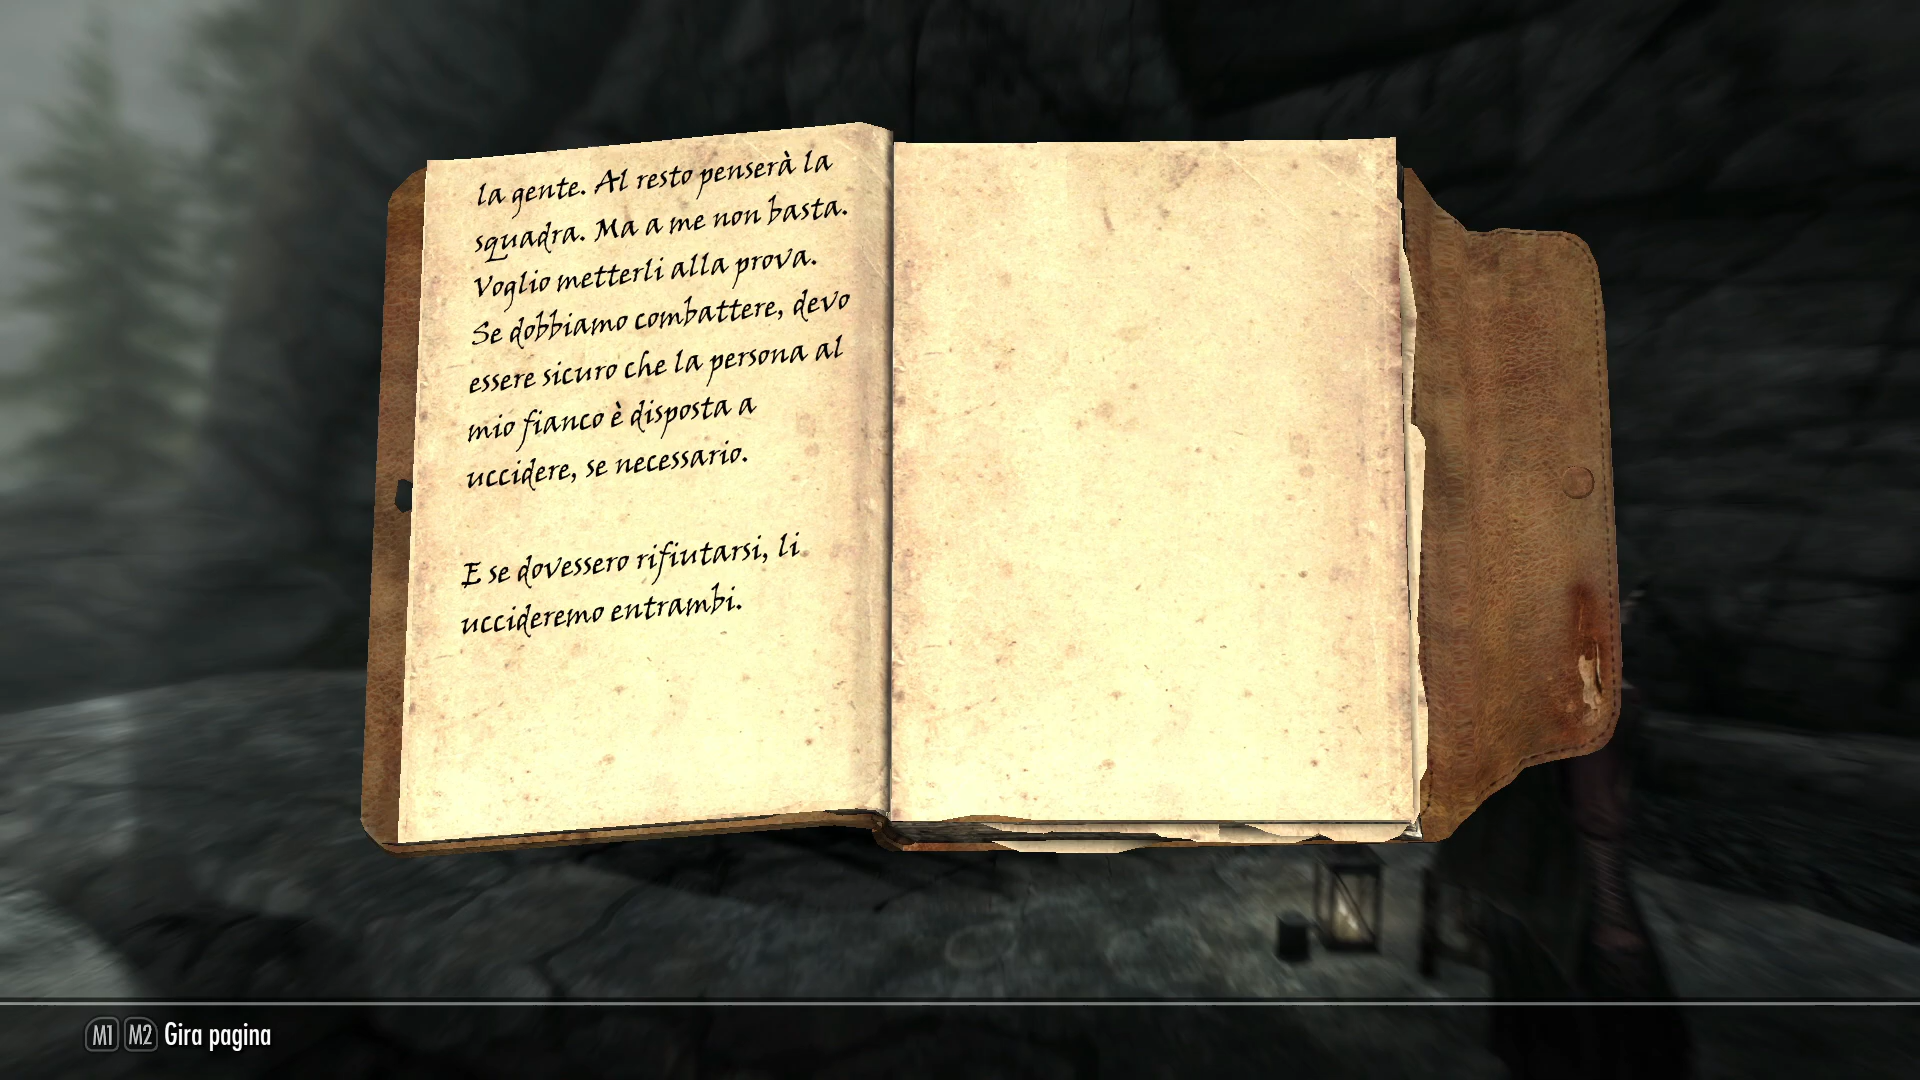 la gente. Al resto penserà la
squadra. Ma a me non basta.
Voglio metterli alla prova.
Se dobbiamo combattere, devo
essere sicuro che la persona al
mio fianco è disposta a
uccidere, se necessario.
E se dovessero rifiutarsi, li
uccideremo entrambi.
M1 M2 Gira pagina